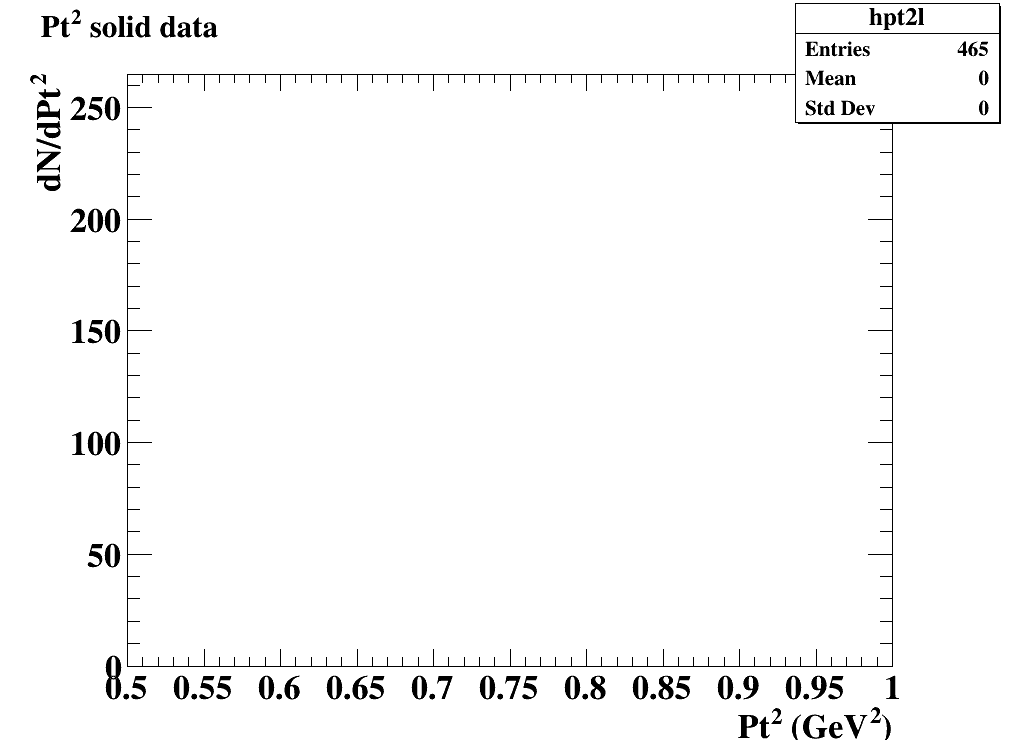 Pt² solid data
hpt2l
Entries 465
Mean 0
Std Dev 0
dN/dPt²
250
200
150
100
50
0
0.5 0.55 0.6 0.65 0.7 0.75 0.8 0.85 0.9 0.95 1
Pt² (GeV²)